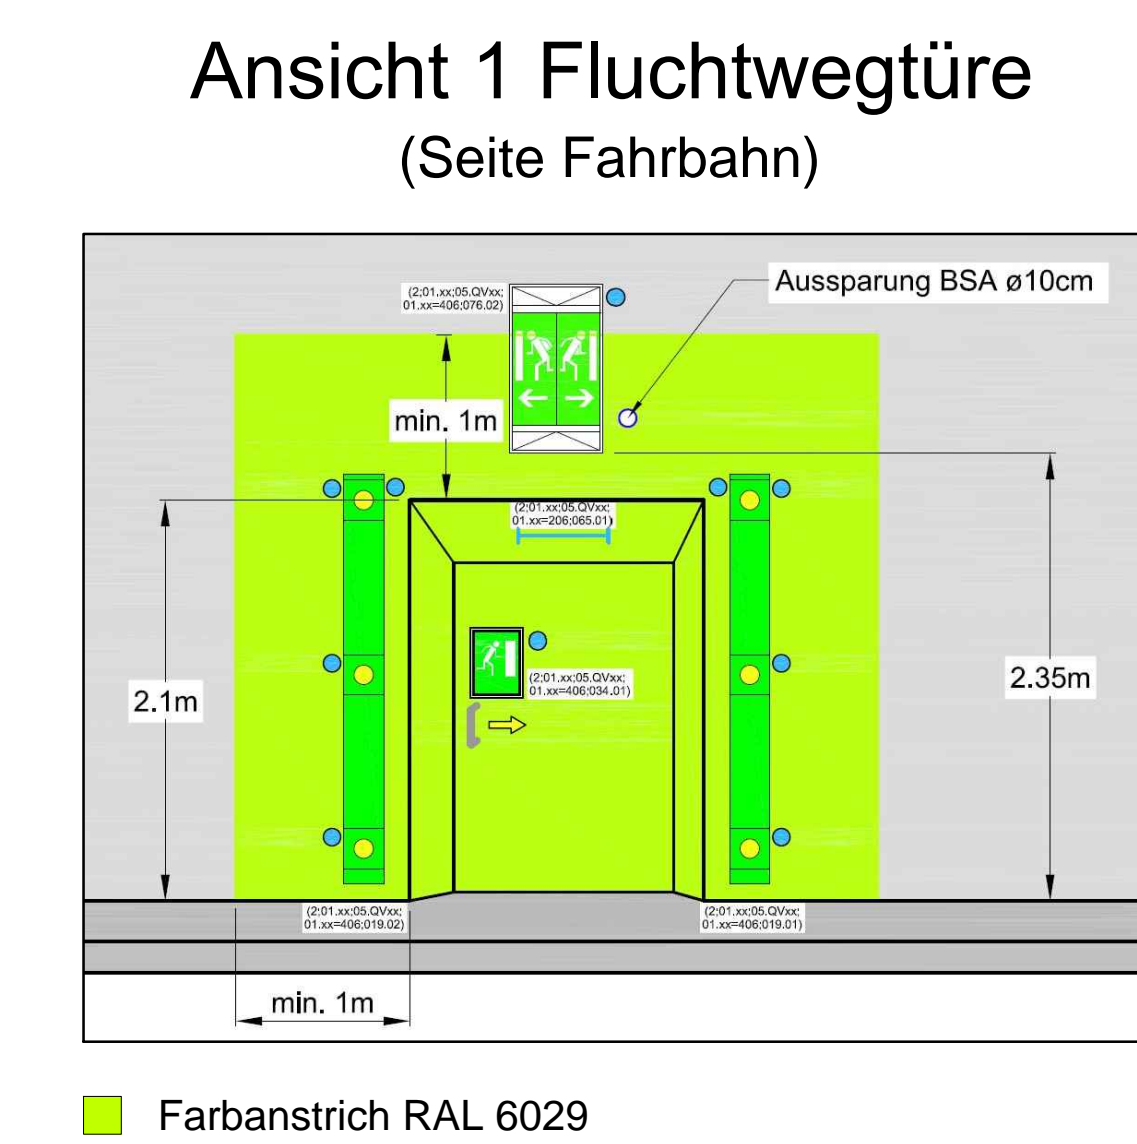 Ansicht 1 Fluchtwegtüre
(Seite Fahrbahn)
Aussparung BSA ø10cm
(2;01.xx;05.QVxx;
01.xx=406;076.02)
min. 1m
(2;01.xx;05.QVxx;
01.xx=206;065.01)
(2;01.xx;05.QVxx;
01.xx=406;034.01)
2.1m
2.35m
(2;01.xx;05.QVxx;
01.xx=406;019.02)
(2;01.xx;05.QVxx;
01.xx=406;019.01)
min. 1m
Farbanstrich RAL 6029